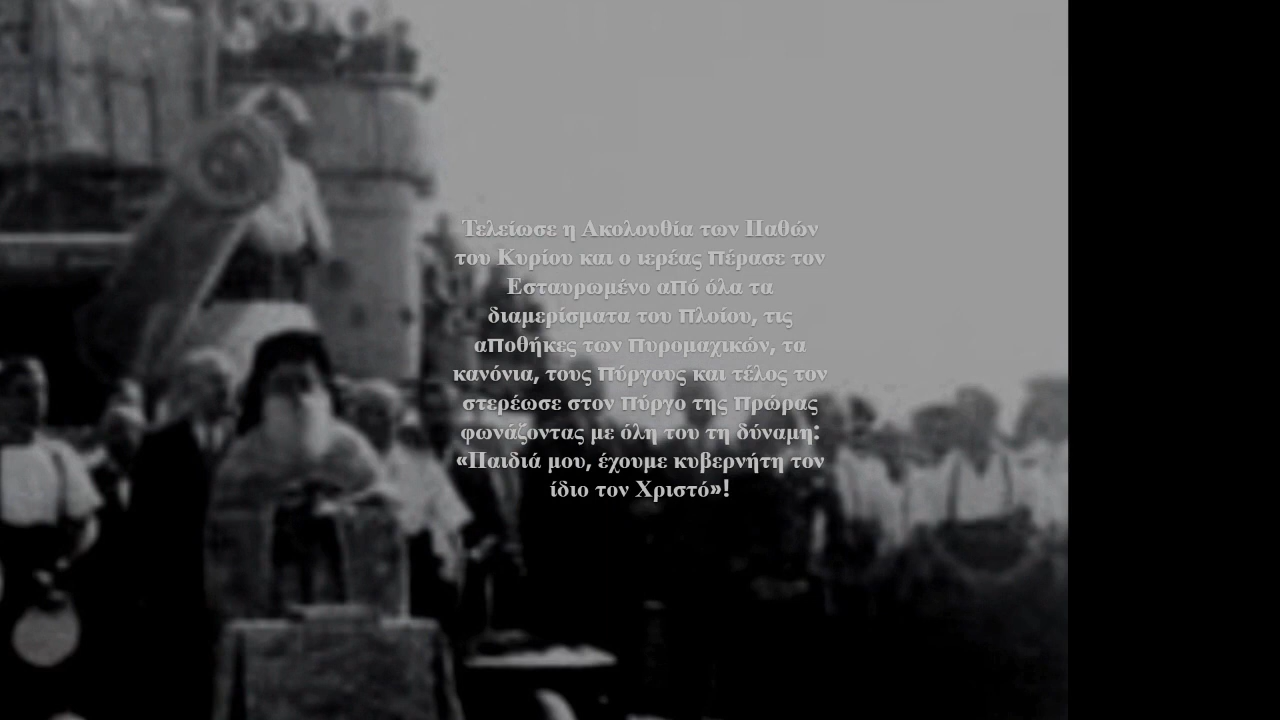 Τελείωσε η Ακολουθία των Παθών
του Κυρίου και ο ιερέας πέρασε τον
Εσταυρωμένο από όλα τα
διαμερίσματα του πλοίου, τις
αποθήκες των πυρομαχικών, τα
κανόνια, τους πύργους και τέλος τον
στερέωσε στον πύργο της πρώρας
φωνάζοντας με όλη του τη δύναμη:
«Παιδιά μου, έχουμε κυβερνήτη τον
ίδιο τον Χριστό»!